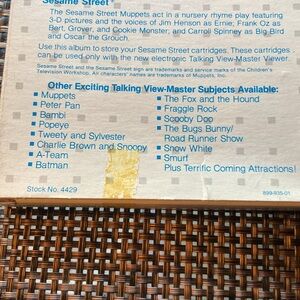 Sesame Street
The Sesame Street Muppets act in a nursery rhyme play featuring
3-D pictures and the voices of Jim Henson as Ernie; Frank Oz as
Bert, Grover, and Cookie Monster; and Carroll Spinney as Big Bird
and Oscar the Grouch.
Use this album to store your Sesame Street cartridges. These cartridges
can be used only with the new electronic Talking View-Master Viewer.
Sesame Street and the Sesame Street sign are trademarks and service marks of the Children's
Television Workshop. All characters' names are trademarks of Muppets, Inc.
Other Exciting Talking View-Master Subjects Available:
Muppets
Peter Pan
Bambi
Popeye
Tweety and Sylvester
Charlie Brown and Snoopy
A-Team
Batman
The Fox and the Hound
Fraggle Rock
Scooby Doo
The Bugs Bunny/
Road Runner Show
Snow White
Smurf
Plus Terrific Coming Attractions!
Stock No. 4429
899-935-01